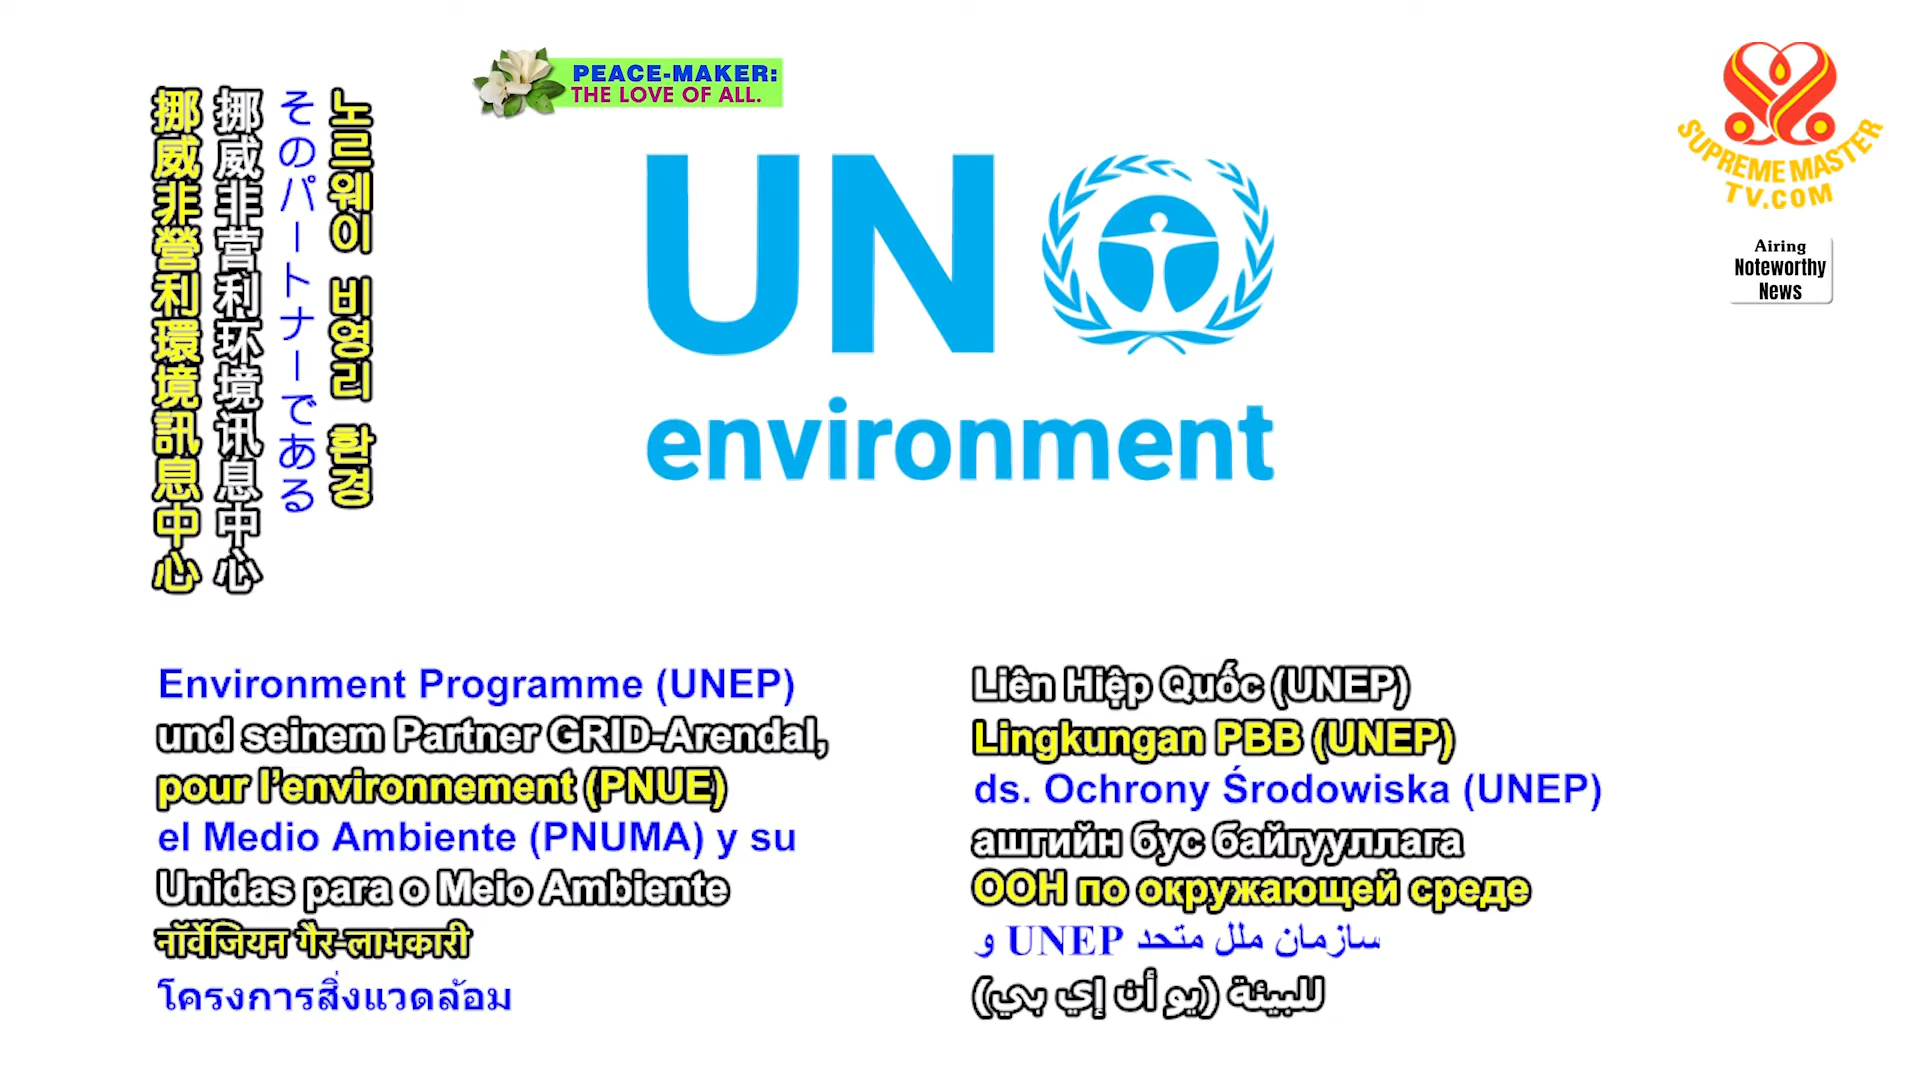 PEACE-MAKER:
THE LOVE OF ALL.
SUPREME MASTER
TV.COM
Airing
Noteworthy
News
挪威非營利環境訊息中心
挪威非营利环境讯息中心
そのパートナーである
노르웨이 비영리 환경
UN
environment
Environment Programme (UNEP)
und seinem Partner GRID-Arendal,
pour l’environnement (PNUE)
el Medio Ambiente (PNUMA) y su
Unidas para o Meio Ambiente
नॉर्वेजियन गैर-लाभकारी
โครงการสิ่งแวดล้อม
Liên Hiệp Quốc (UNEP)
Lingkungan PBB (UNEP)
ds. Ochrony Środowiska (UNEP)
ашгийн бус байгууллага
ООН по окружающей среде
سازمان ملل متحد UNEP و
للبيئة (يو أن إي بي)